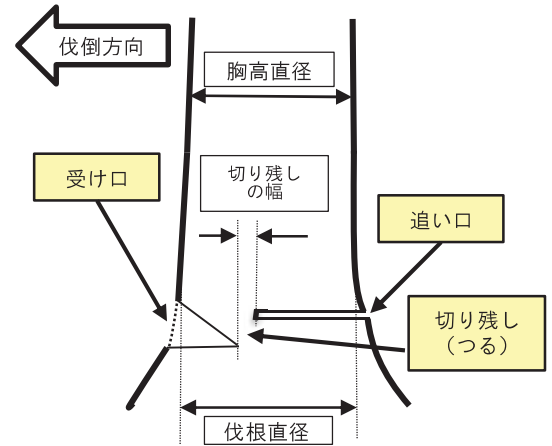 伐倒方向
胸高直径
受け口
切り残し
の幅
追い口
切り残し
（つる）
伐根直径